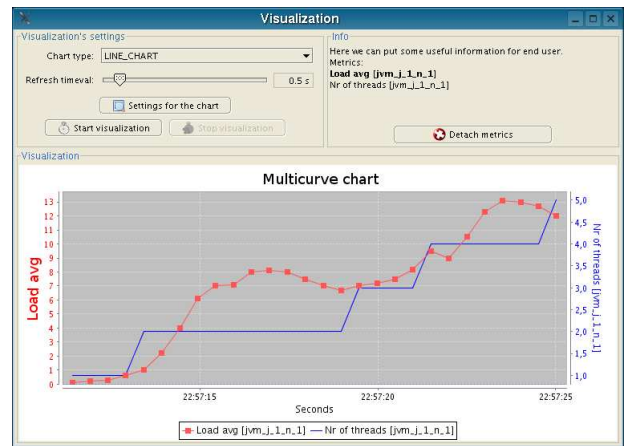 Visualization
Visualization's settings
Chart type: LINE_CHART
Refresh timeval: 0.5 s
Settings for the chart
Start visualization
Stop visualization
Info
Here we can put some useful information for end user.
Metrics:
Load avg [jvm_j_1_n_1]
Nr of threads [jvm_j_1_n_1]
Detach metrics
Visualization
Multicurve chart
Load avg
13
12
11
10
9
8
7
6
5
4
3
2
1
0
5,0
4,5
4,0
3,5
3,0
2,5
2,0
1,5
1,0
Nr of threads [jvm_j_1_n_1]
22:57:15
22:57:20
22:57:25
Seconds
Load avg [jvm_j_1_n_1]
Nr of threads [jvm_j_1_n_1]